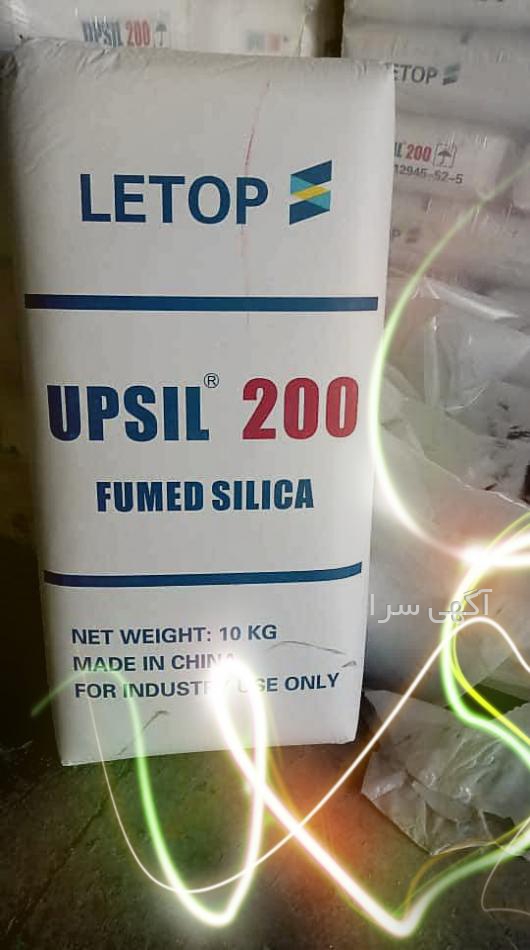 UPSIL 200
ETOP
IL 200
12945-52-5
LETOP
UPSIL® 200
FUMED SILICA
آگهی سرا
NET WEIGHT: 10 KG
MADE IN CHINA
FOR INDUSTRY USE ONLY